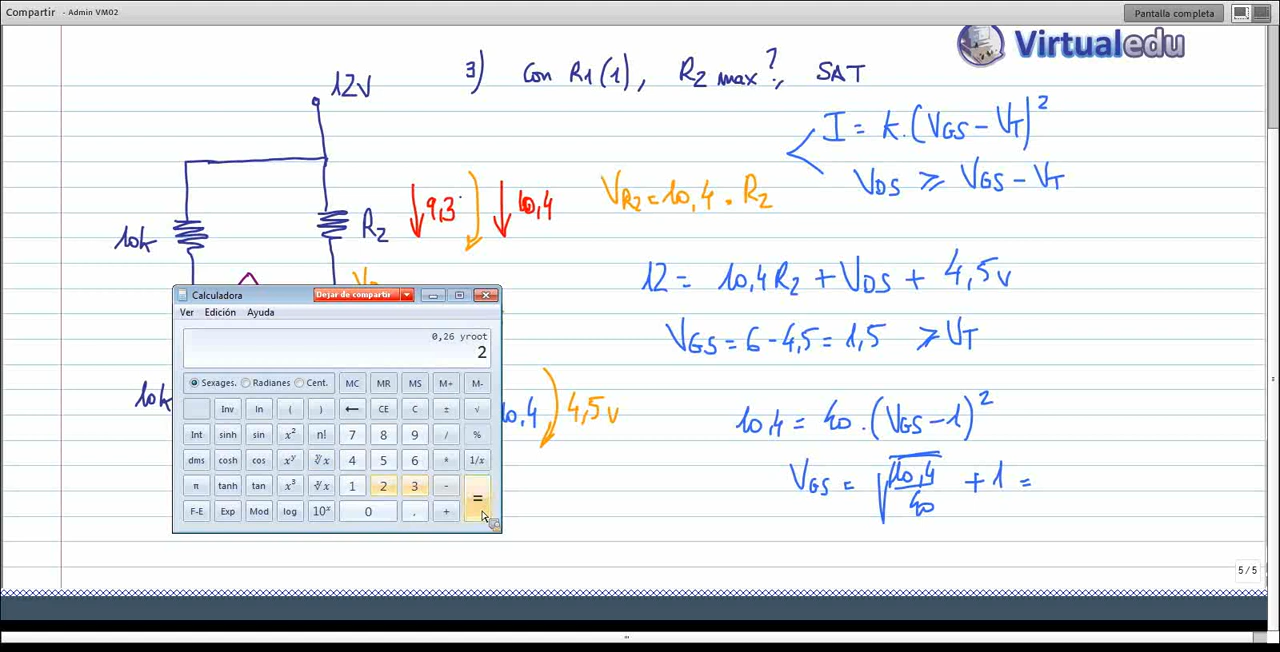 Compartir - Admin VM02
Pantalla completa
Virtualedu
3) Con R1(1), R2 max?, SAT
12V
I = k.(VGS - VT)²
VDS ≥ VGS - VT
9,3
10,4
VR2 = 10,4 . R2
10k
R2
12 = 10,4R2 + VDS + 4,5v
VGS = 6 - 4,5 = 1,5 ≥ VT
Calculadora
Dejar de compartir
Ver Edición Ayuda
0,26 yroot
2
Sexages. Radianes Cent. MC MR MS M+ M-
Inv ln ( ) ← CE C ± √
Int sinh sin x² n! 7 8 9 / %
dms cosh cos xʸ ʸ√x 4 5 6 * 1/x
π tanh tan x³ ³√x 1 2 3 - =
F-E Exp Mod log 10ˣ 0 , +
10k
10,4
4,5v
10,4 = 40.(VGS - 1)²
VGS = √10,4/40 + 1 =
5/5